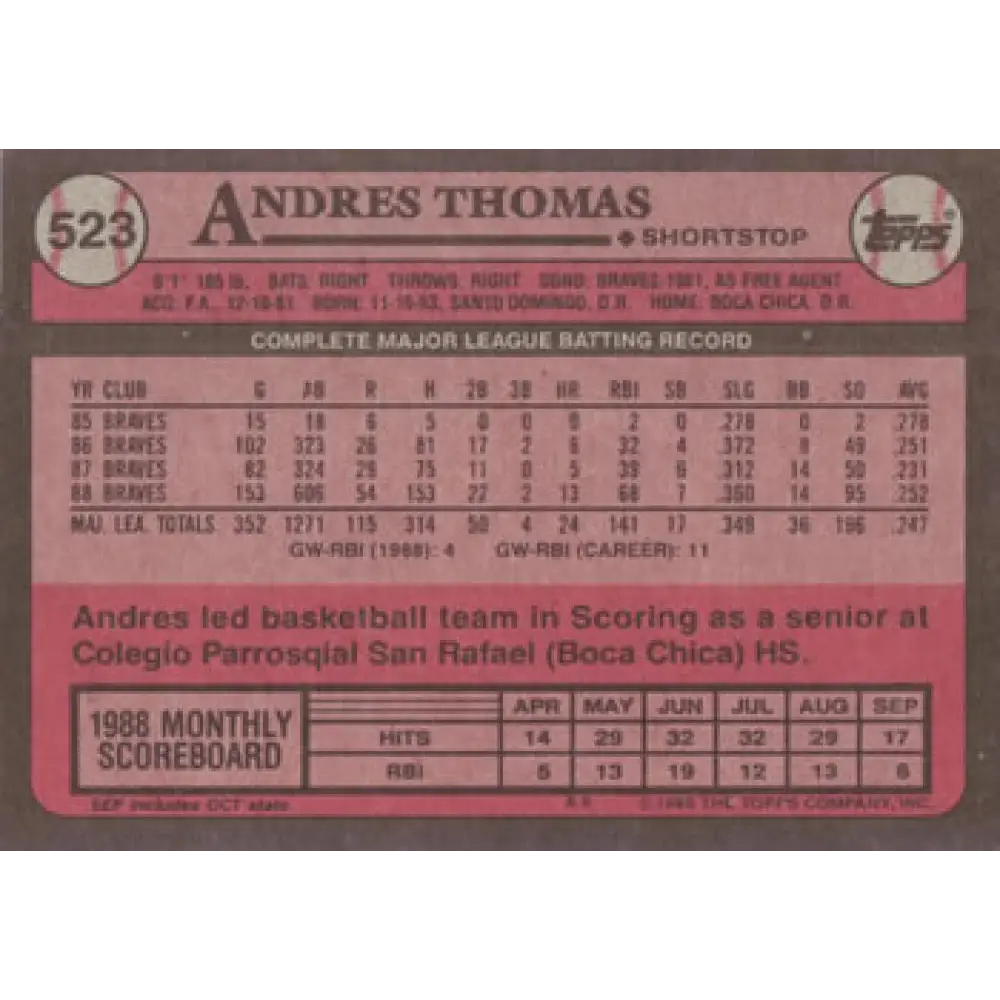 523 ANDRES THOMAS Topps®
SHORTSTOP
6'1" 185 lb. BATS: RIGHT THROWS: RIGHT SGND: BRAVES-1981, AS FREE AGENT
ACQ: F.A., BORN: SANTO DOMINGO, D.R. HOME: BOCA CHICA, D.R.
COMPLETE MAJOR LEAGUE BATTING RECORD
YR CLUB G AB R H 2B 3B HR RBI SB SLG BB SO AVG
85 BRAVES 15 18 6 5 0 0 0 2 0 .278 0 2 .278
86 BRAVES 102 323 26 81 17 2 6 32 4 .372 8 49 .251
87 BRAVES 82 324 29 75 11 0 5 39 6 .312 14 50 .231
88 BRAVES 153 606 54 153 22 2 13 68 7 .360 14 95 .252
MAJ. LEA. TOTALS 352 1271 115 314 50 4 24 141 17 .349 36 196 .247
GW-RBI (1988): 4 GW-RBI (CAREER): 11
Andres led basketball team in Scoring as a senior at
Colegio Parrosqial San Rafael (Boca Chica) HS.
1988 MONTHLY
SCOREBOARD
APR MAY JUN JUL AUG SEP
HITS 14 29 32 32 29 17
RBI 5 13 19 12 13 6
SEP includes OCT stats THE TOPPS COMPANY, INC.